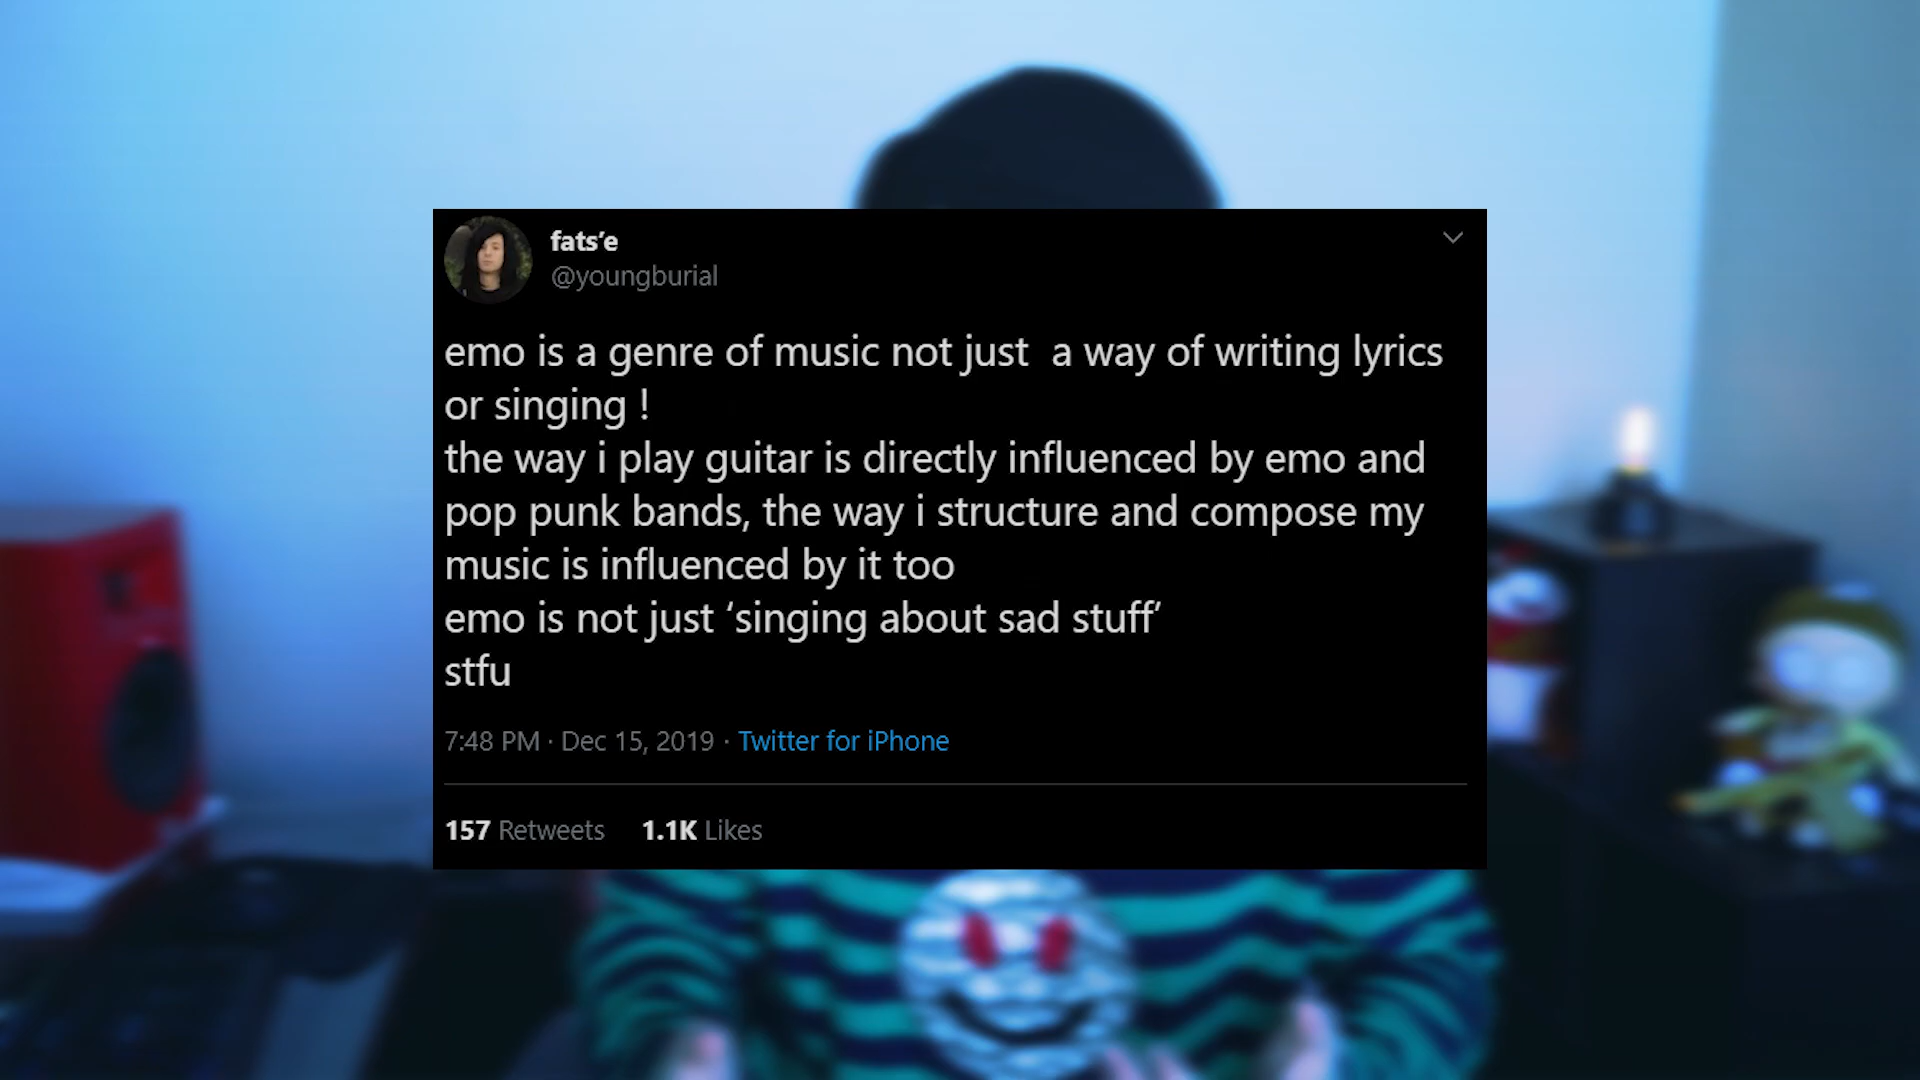 fats’e
@youngburial
emo is a genre of music not just  a way of writing lyrics
or singing !
the way i play guitar is directly influenced by emo and
pop punk bands, the way i structure and compose my
music is influenced by it too
emo is not just ‘singing about sad stuff’
stfu
7:48 PM · Dec 15, 2019 · Twitter for iPhone
157 Retweets 1.1K Likes